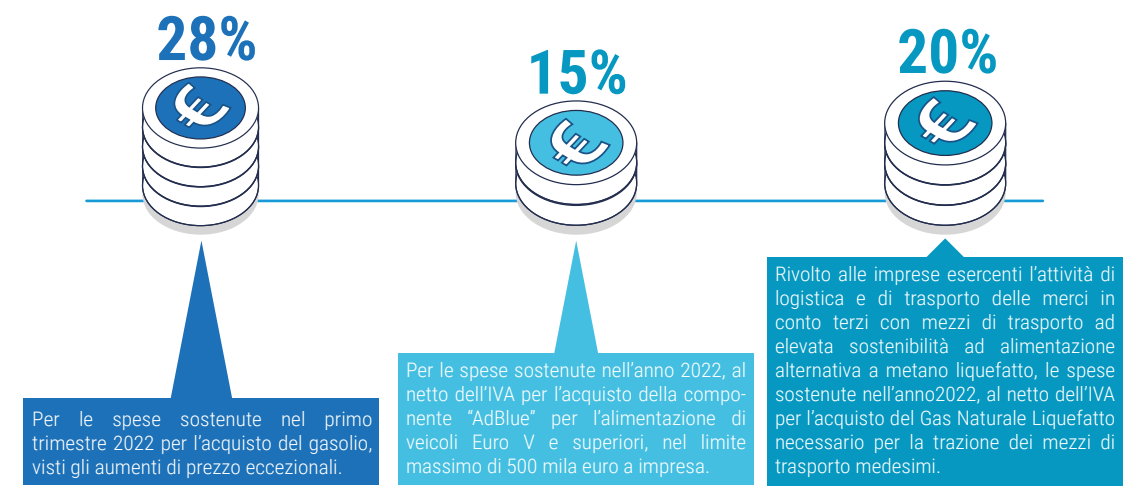 28%
15%
20%
Per le spese sostenute nel primo
trimestre 2022 per l'acquisto del gasolio,
visti gli aumenti di prezzo eccezionali.
Per le spese sostenute nell'anno 2022, al
netto dell'IVA per l'acquisto della compo-
nente "AdBlue" per l'alimentazione di
veicoli Euro V e superiori, nel limite
massimo di 500 mila euro a impresa.
Rivolto alle imprese esercenti l'attività di
logistica e di trasporto delle merci in
conto terzi con mezzi di trasporto ad
elevata sostenibilità ad alimentazione
alternativa a metano liquefatto, le spese
sostenute nell'anno2022, al netto dell'IVA
per l'acquisto del Gas Naturale Liquefatto
necessario per la trazione dei mezzi di
trasporto medesimi.